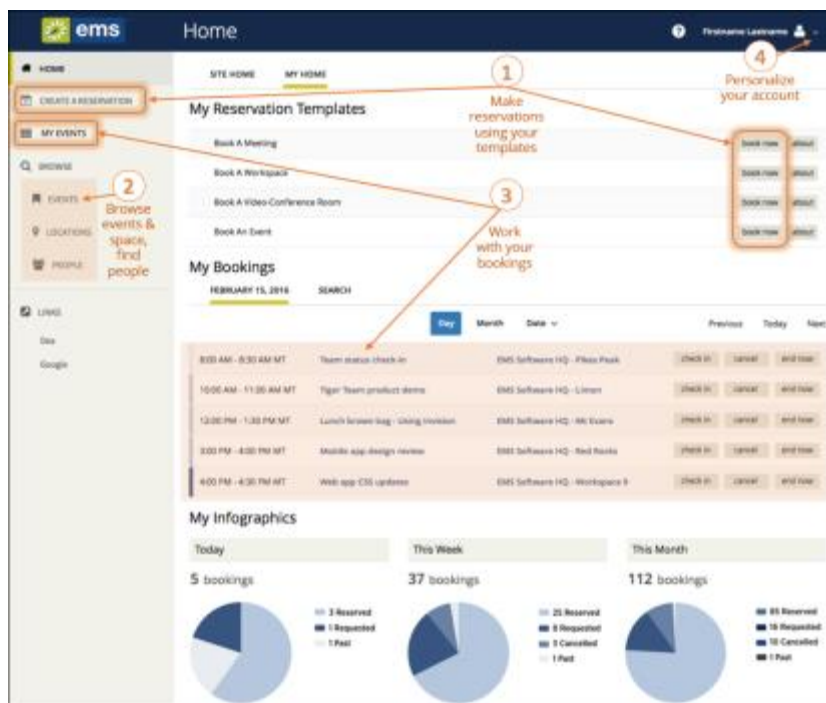 ems
Home
Firstname Lastname
HOME
CREATE A RESERVATION
MY EVENTS
BROWSE
EVENTS
LOCATIONS
PEOPLE
LINKS
Google
2
Browse
events &
space,
find
people
SITE HOME MY HOME
1
Make
reservations
using your
templates
4
Personalize
your account
My Reservation Templates
Book A Meeting book now about
Book A Workspace book now about
Book A Video Conference Room book now about
Book An Event book now about
3
Work
with your
bookings
My Bookings
FEBRUARY 15, 2016 SEARCH
Day Month Date Previous Today Next
8:00 AM - 8:30 AM MT Team status check-in EMS Software HQ - Pikes Peak check in cancel end now
10:00 AM - 11:00 AM MT Tiger Team product demo EMS Software HQ - Limon check in cancel end now
12:00 PM - 1:00 PM MT Lunch brown bag - Using Invision EMS Software HQ - Mt Evans check in cancel end now
3:00 PM - 4:00 PM MT Mobile app design review EMS Software HQ - Red Rocks check in cancel end now
4:00 PM - 4:30 PM MT Web app CSS updates EMS Software HQ - Workspace 9 check in cancel end now
My Infographics
Today
5 bookings
3 Reserved
1 Requested
1 Past
This Week
37 bookings
25 Reserved
8 Requested
3 Cancelled
1 Past
This Month
112 bookings
85 Reserved
16 Requested
10 Cancelled
1 Past